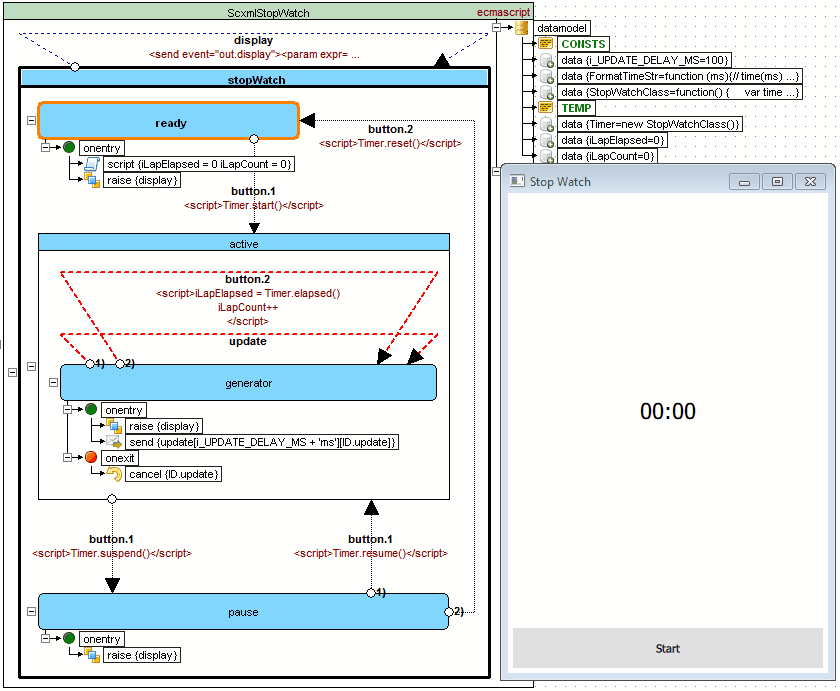 ScxmlStopWatch
ecmascript
display
<send event="out.display"><param expr= ...
stopWatch
ready
onentry
script {iLapElapsed = 0 iLapCount = 0}
raise {display}
button.2
<script>Timer.reset()</script>
button.1
<script>Timer.start()</script>
active
button.2
<script>iLapElapsed = Timer.elapsed()
iLapCount++
</script>
update
1)
2)
generator
onentry
raise {display}
send {update[i_UPDATE_DELAY_MS + 'ms'][ID.update]}
onexit
cancel {ID.update}
button.1
<script>Timer.suspend()</script>
button.1
<script>Timer.resume()</script>
1)
pause
2)
onentry
raise {display}
datamodel
CONSTS
data {i_UPDATE_DELAY_MS=100}
data {FormatTimeStr=function (ms){// time(ms) ...}
data {StopWatchClass=function() { var time ...}
TEMP
data {Timer=new StopWatchClass()}
data {iLapElapsed=0}
data {iLapCount=0}
Stop Watch
00:00
Start